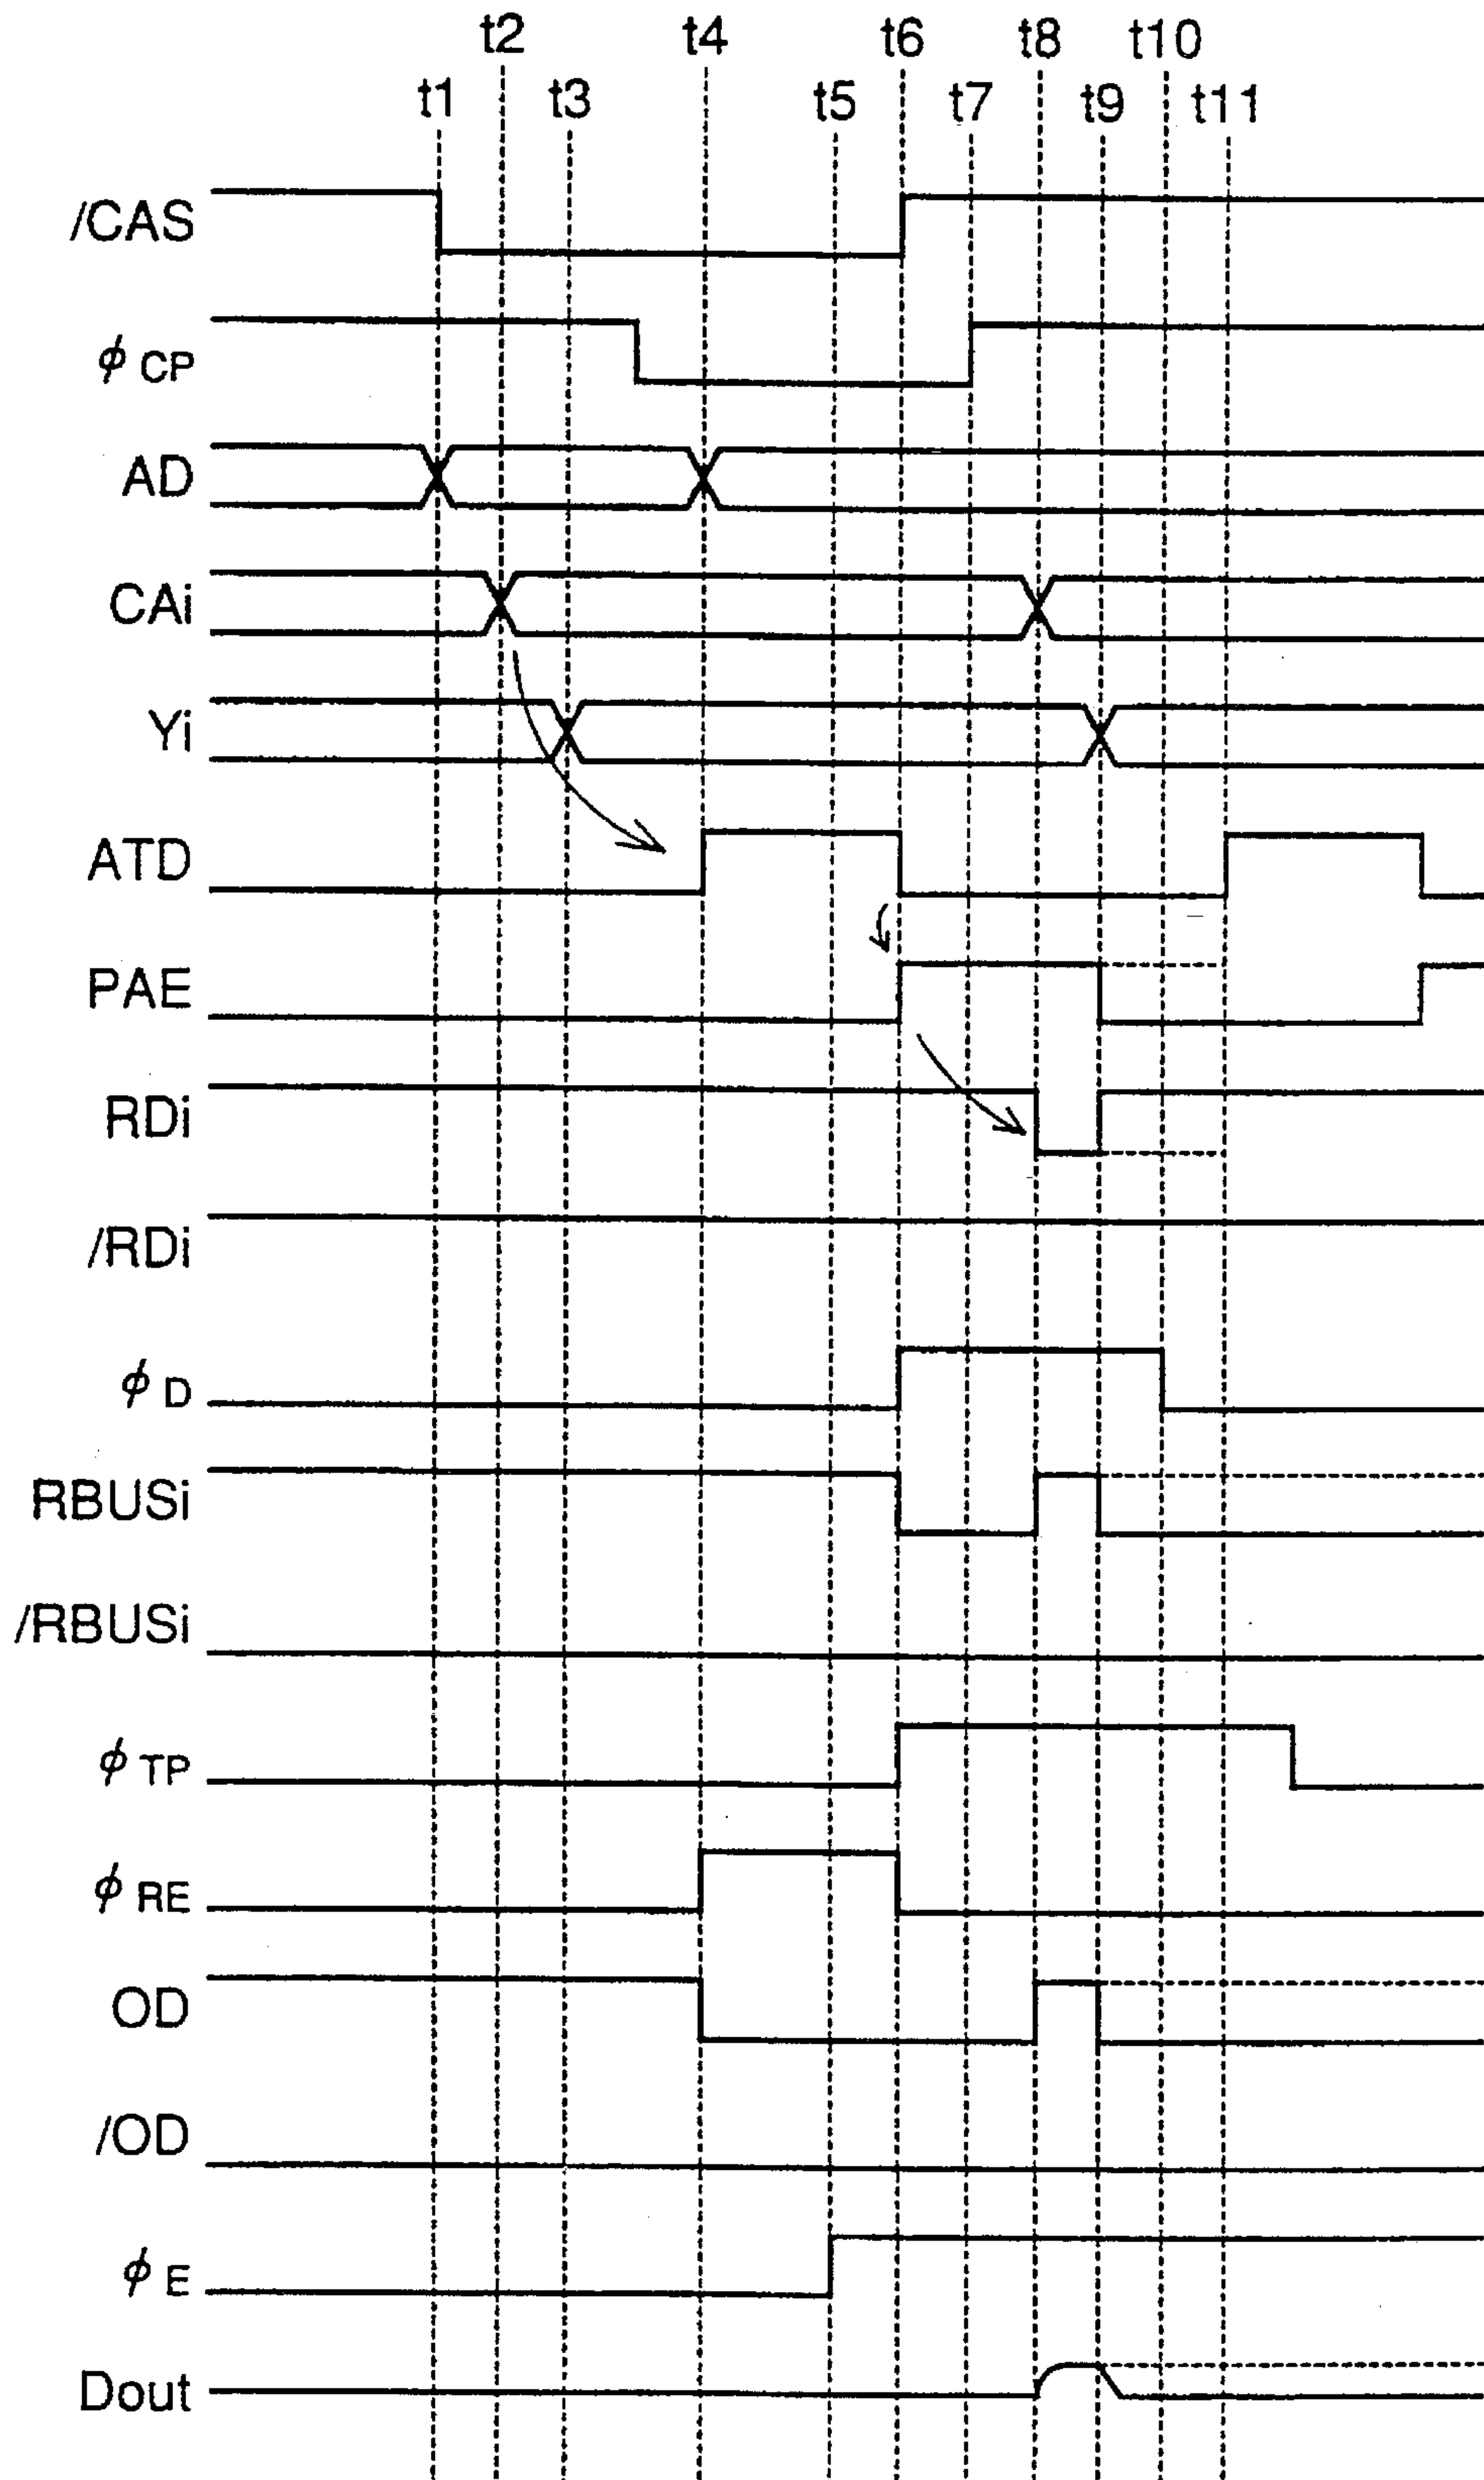 t2 t4 t6 t8 t10
t1 t3 t5 t7 t9 t11
/CAS
ϕ CP
AD
CAi
Yi
ATD
PAE
RDi
/RDi
ϕ D
RBUSi
/RBUSi
ϕ TP
ϕ RE
OD
/OD
ϕ E
Dout